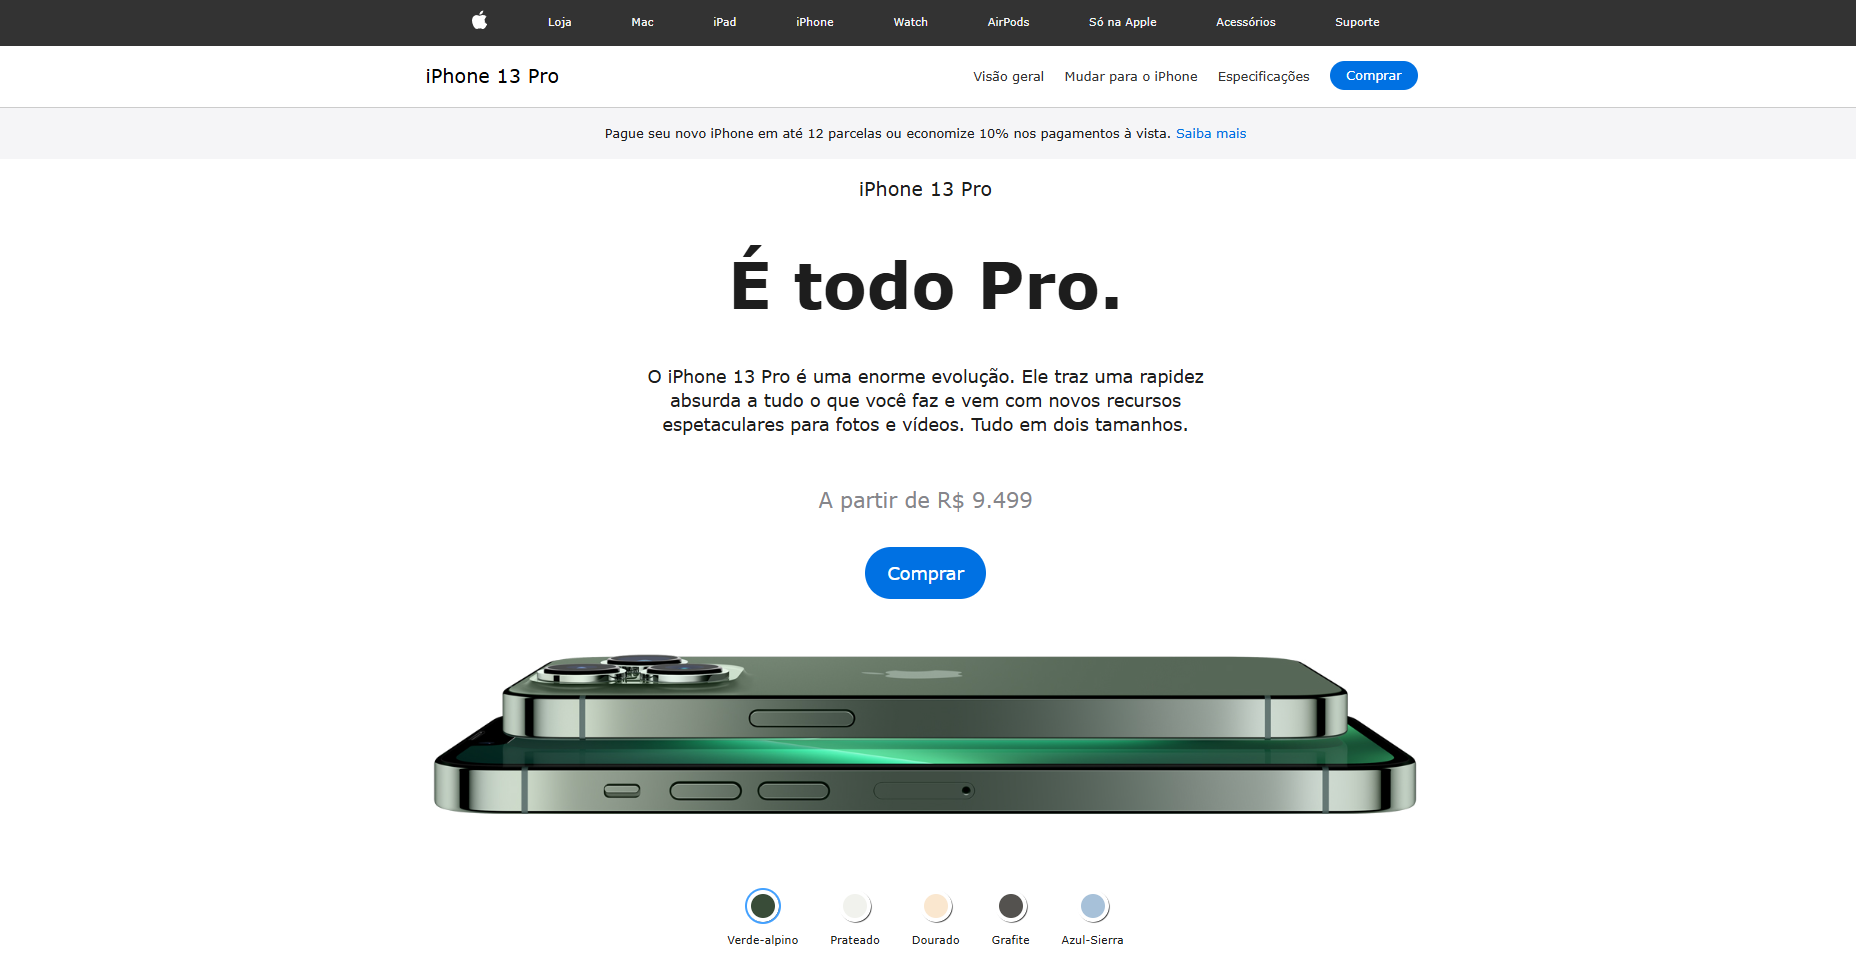 Loja Mac iPad iPhone Watch AirPods Só na Apple Acessórios Suporte
iPhone 13 Pro Visão geral Mudar para o iPhone Especificações Comprar
Pague seu novo iPhone em até 12 parcelas ou economize 10% nos pagamentos à vista. Saiba mais
iPhone 13 Pro
É todo Pro.
O iPhone 13 Pro é uma enorme evolução. Ele traz uma rapidez
absurda a tudo o que você faz e vem com novos recursos
espetaculares para fotos e vídeos. Tudo em dois tamanhos.
A partir de R$ 9.499
Comprar
Verde-alpino Prateado Dourado Grafite Azul-Sierra